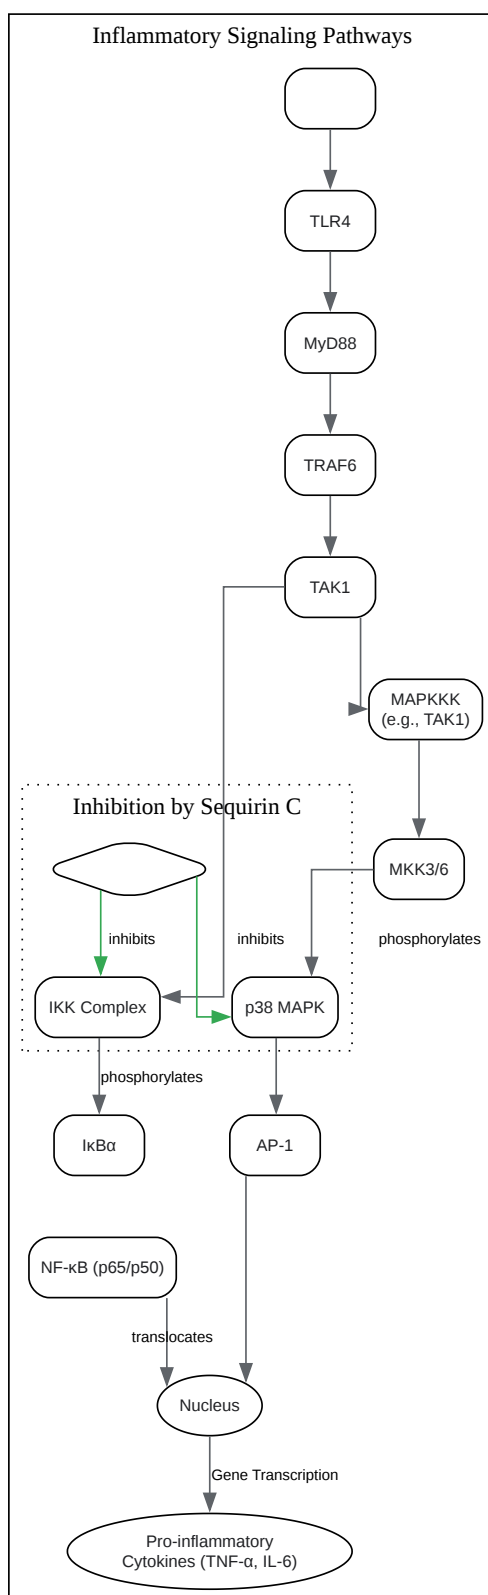 Inflammatory Signaling Pathways
TLR4
MyD88
TRAF6
TAK1
MAPKKK
(e.g., TAK1)
Inhibition by Sequirin C
MKK3/6
inhibits
inhibits
phosphorylates
IKK Complex
p38 MAPK
phosphorylates
IκBα
AP-1
NF-κB (p65/p50)
translocates
Nucleus
Gene Transcription
Pro-inflammatory
Cytokines (TNF-α, IL-6)